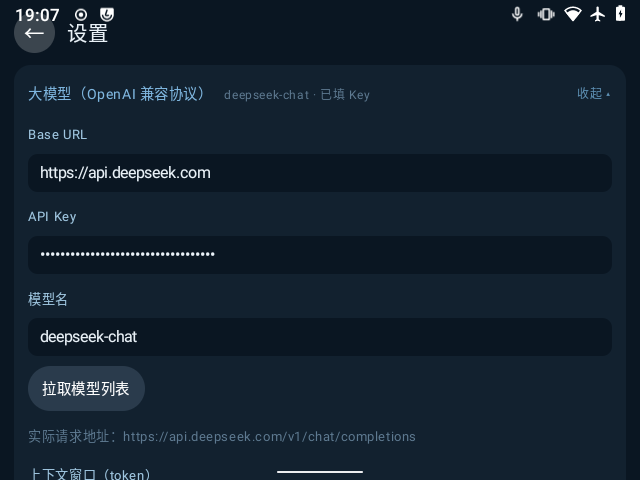 19:07
设置
大模型（OpenAI 兼容协议） deepseek-chat · 已填 Key 收起
Base URL
https://api.deepseek.com
API Key
•••••••••••••••••••••••••••••••••••
模型名
deepseek-chat
拉取模型列表
实际请求地址：https://api.deepseek.com/v1/chat/completions
上下文窗口（token）